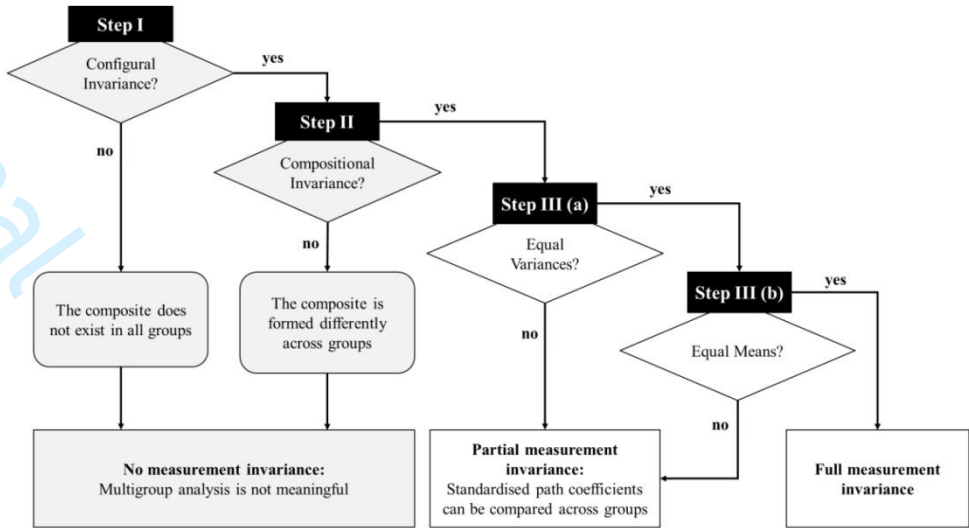 Step I
Configural
Invariance?
yes
no
Step II
Compositional
Invariance?
yes
no
Step III (a)
Equal
Variances?
yes
no
Step III (b)
Equal Means?
yes
no
The composite does
not exist in all groups
The composite is
formed differently
across groups
No measurement invariance:
Multigroup analysis is not meaningful
Partial measurement
invariance:
Standardised path coefficients
can be compared across groups
Full measurement
invariance
al